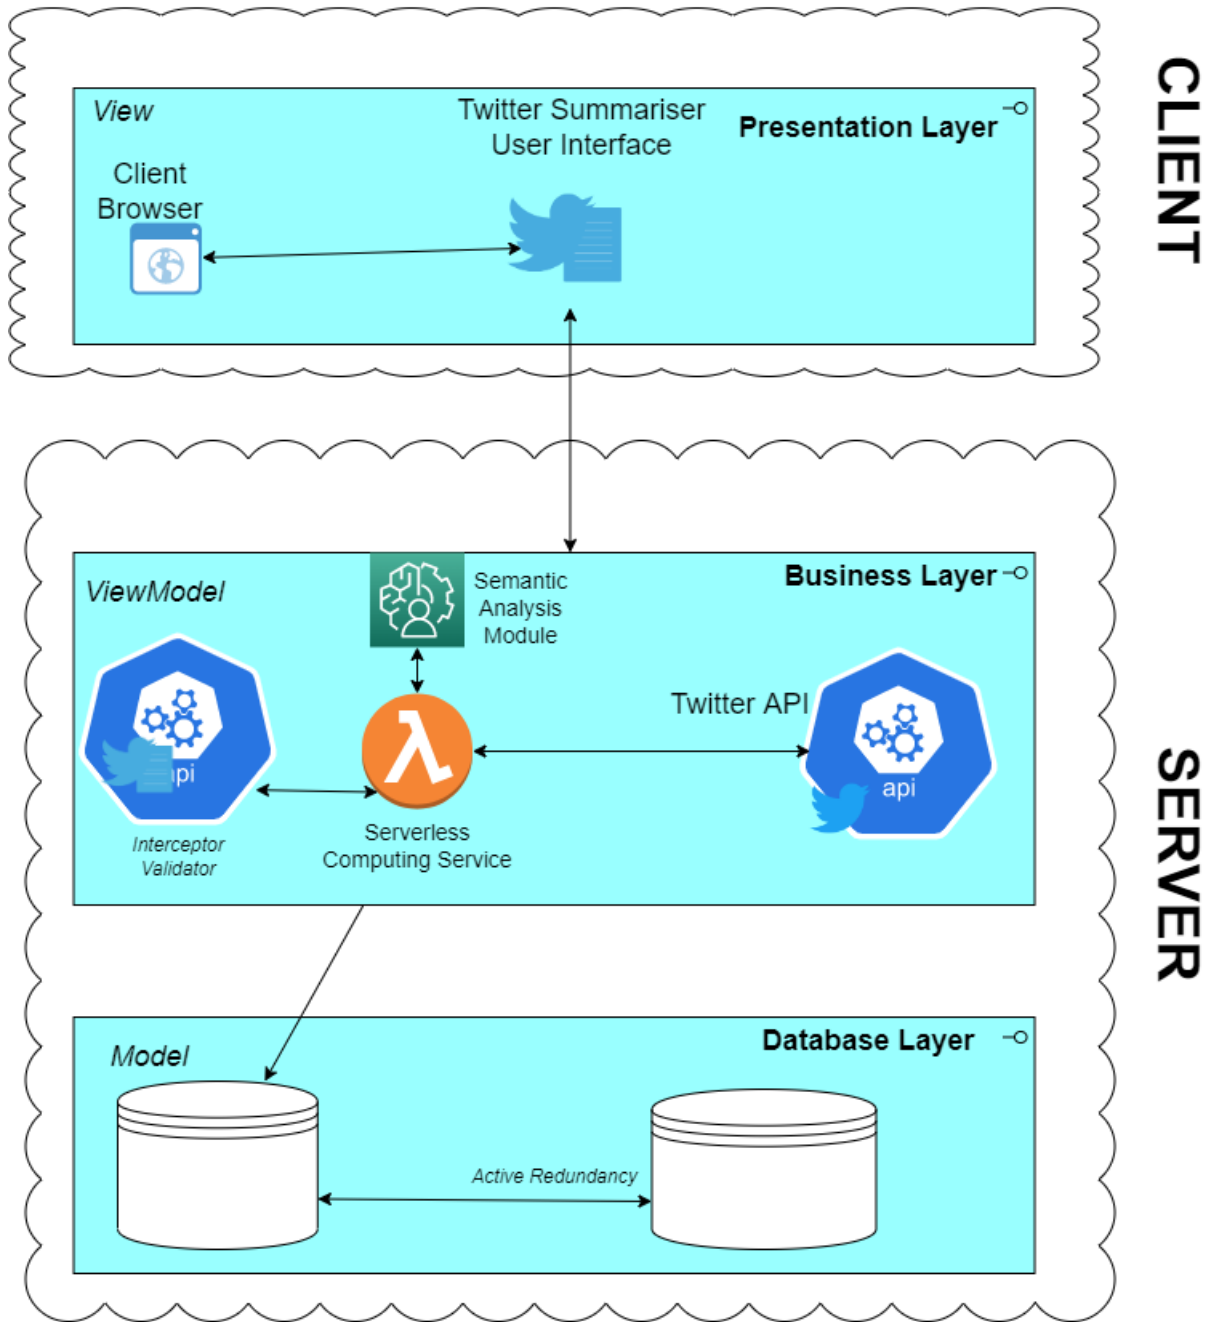 View
Twitter Summariser
User Interface
Presentation Layer
Client
Browser
CLIENT
ViewModel
Semantic
Analysis
Module
Business Layer
Twitter API
api
api
Interceptor
Validator
Serverless
Computing Service
SERVER
Model
Database Layer
Active Redundancy